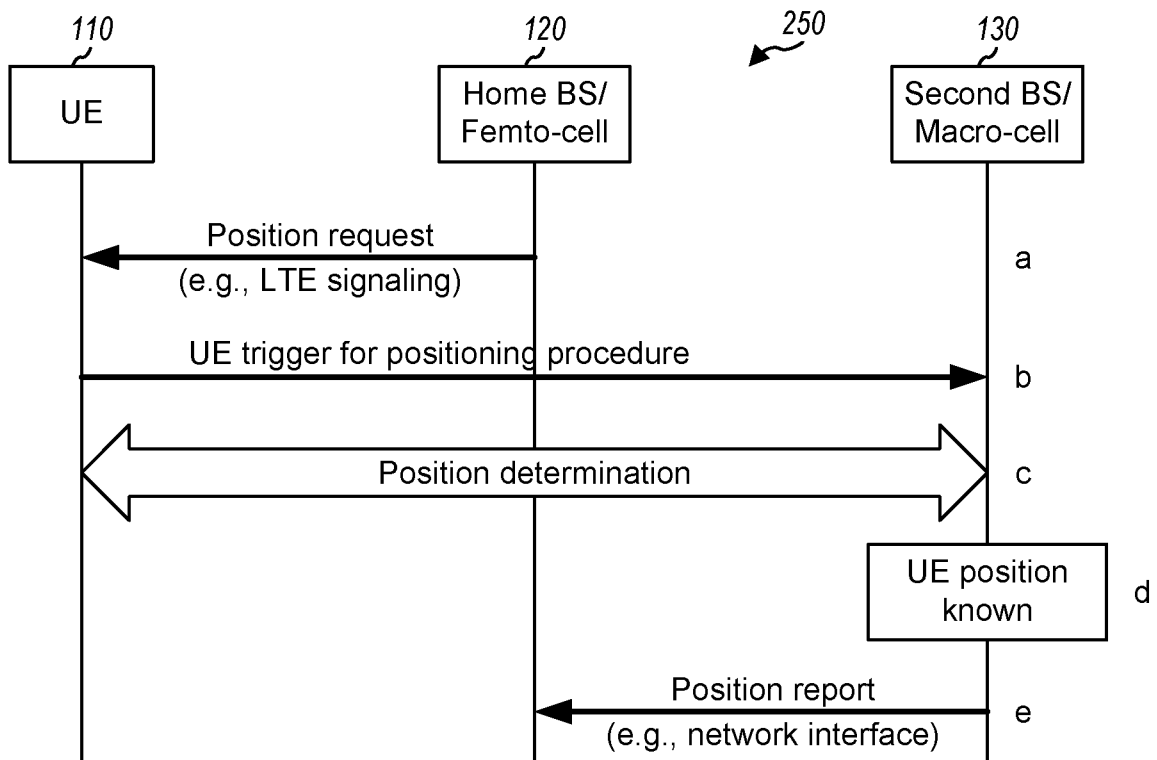 110
120
250
130
UE
Home BS/
Femto-cell
Second BS/
Macro-cell
Position request
(e.g., LTE signaling)
a
UE trigger for positioning procedure
b
Position determination
c
UE position
known
d
Position report
(e.g., network interface)
e